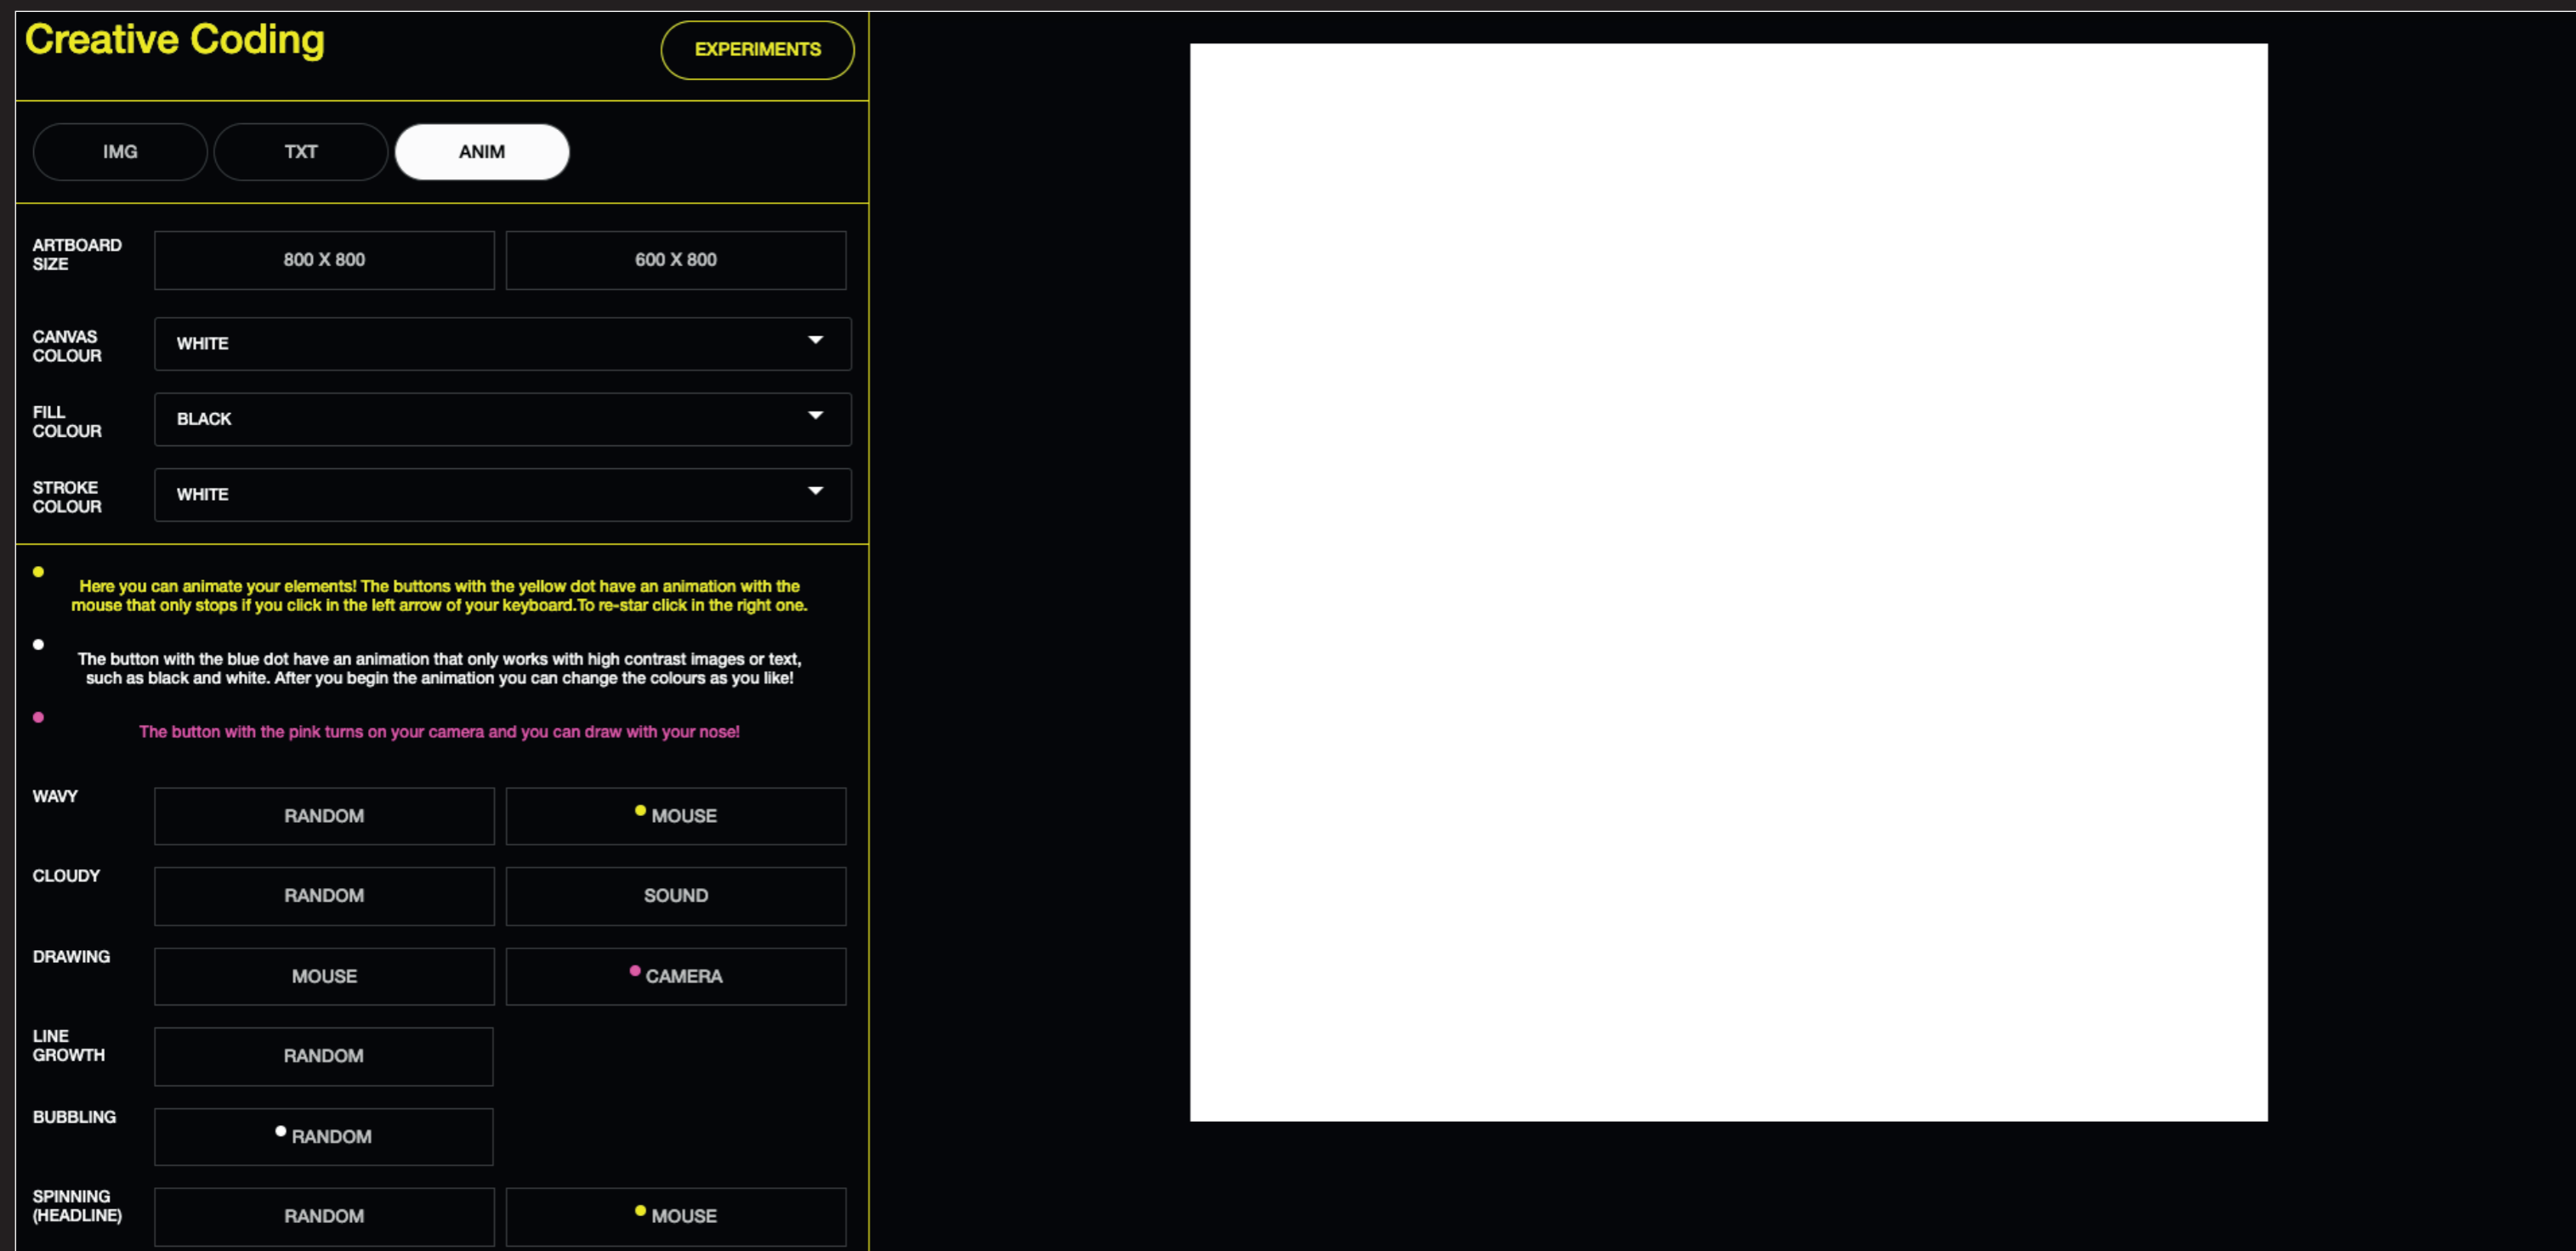 Creative Coding
EXPERIMENTS
IMG
TXT
ANIM
ARTBOARD
SIZE
800 X 800
600 X 800
CANVAS
COLOUR
WHITE
FILL
COLOUR
BLACK
STROKE
COLOUR
WHITE
Here you can animate your elements! The buttons with the yellow dot have an animation with the
mouse that only stops if you click in the left arrow of your keyboard.To re-star click in the right one.
The button with the blue dot have an animation that only works with high contrast images or text,
such as black and white. After you begin the animation you can change the colours as you like!
The button with the pink turns on your camera and you can draw with your nose!
WAVY
RANDOM
MOUSE
CLOUDY
RANDOM
SOUND
DRAWING
MOUSE
CAMERA
LINE
GROWTH
RANDOM
BUBBLING
RANDOM
SPINNING
(HEADLINE)
RANDOM
MOUSE